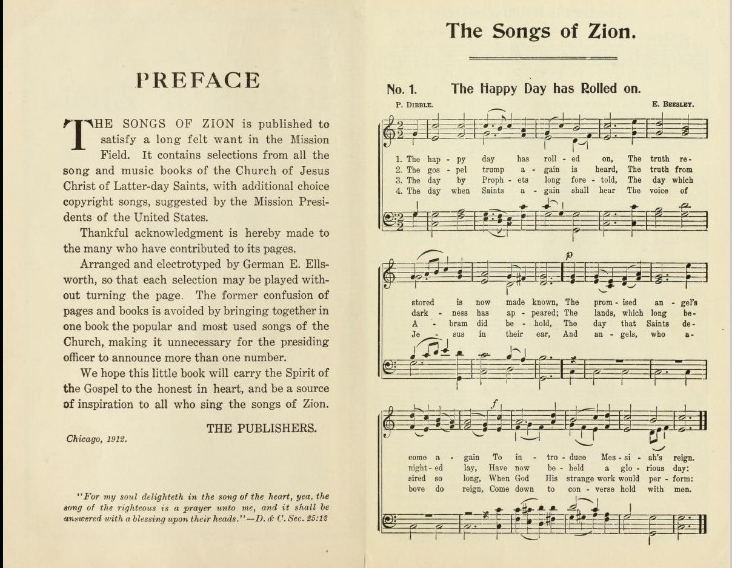 PREFACE
THE SONGS OF ZION is published to
satisfy a long felt want in the Mission
Field. It contains selections from all the
song and music books of the Church of Jesus
Christ of Latter-day Saints, with additional choice
copyright songs, suggested by the Mission Presi-
dents of the United States.
Thankful acknowledgment is hereby made to
the many who have contributed to its pages.
Arranged and electrotyped by German E. Ells-
worth, so that each selection may be played with-
out turning the page. The former confusion of
pages and books is avoided by bringing together in
one book the popular and most used songs of the
Church, making it unnecessary for the presiding
officer to announce more than one number.
We hope this little book will carry the Spirit of
the Gospel to the honest in heart, and be a source
of inspiration to all who sing the songs of Zion.
THE PUBLISHERS.
Chicago, 1912.
"For my soul delighteth in the song of the heart, yea, the
song of the righteous is a prayer unto me, and it shall be
answered with a blessing upon their heads."—D. & C. Sec. 25:12
The Songs of Zion.
No. 1. The Happy Day has Rolled on.
P. DIBBLE. E. BEESLEY.
1. The hap - py day has roll - ed on, The truth re-
2. The gos - pel trump a - gain is heard, The truth from
3. The day by Proph - ets long fore - told, The day which
4. The day when Saints a - gain shall hear The voice of
p
stored is now made known, The prom - ised an - gel's
dark - ness has ap - peared; The lands, which long be-
A - bram did be - hold, The day that Saints de-
Je - sus in their ear, And an - gels, who a-
f
come a - gain To in - tro - duce Mes - si - ah's reign.
night - ed lay, Have now be - held a glo - rious day:
sired so long, When God His strange work would per - form:
bove do reign, Come down to con - verse hold with men.